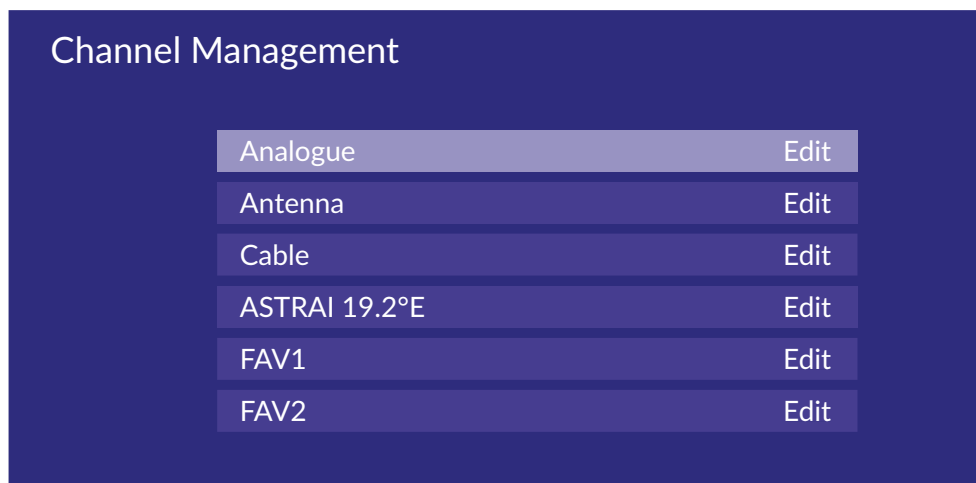 Channel Management
Analogue Edit
Antenna Edit
Cable Edit
ASTRAI 19.2°E Edit
FAV1 Edit
FAV2 Edit